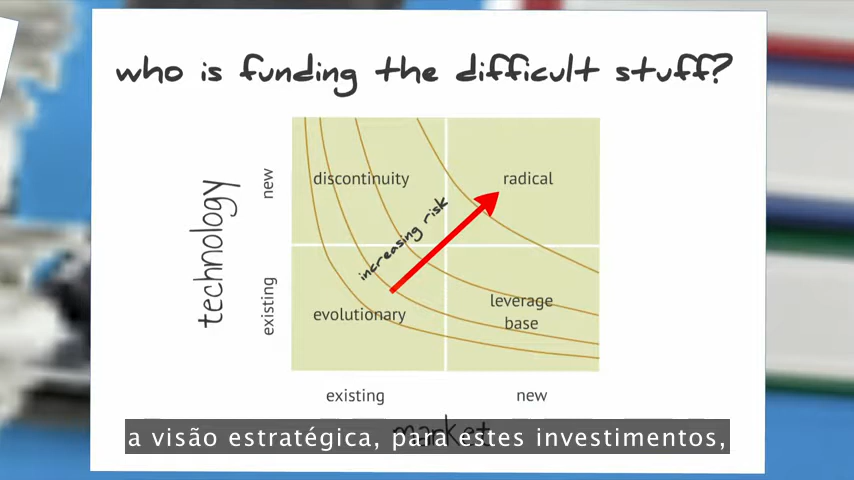 who is funding the difficult stuff?
technology
new
existing
discontinuity
radical
increasing risk
evolutionary
leverage
base
existing
new
market
a visão estratégica, para estes investimentos,